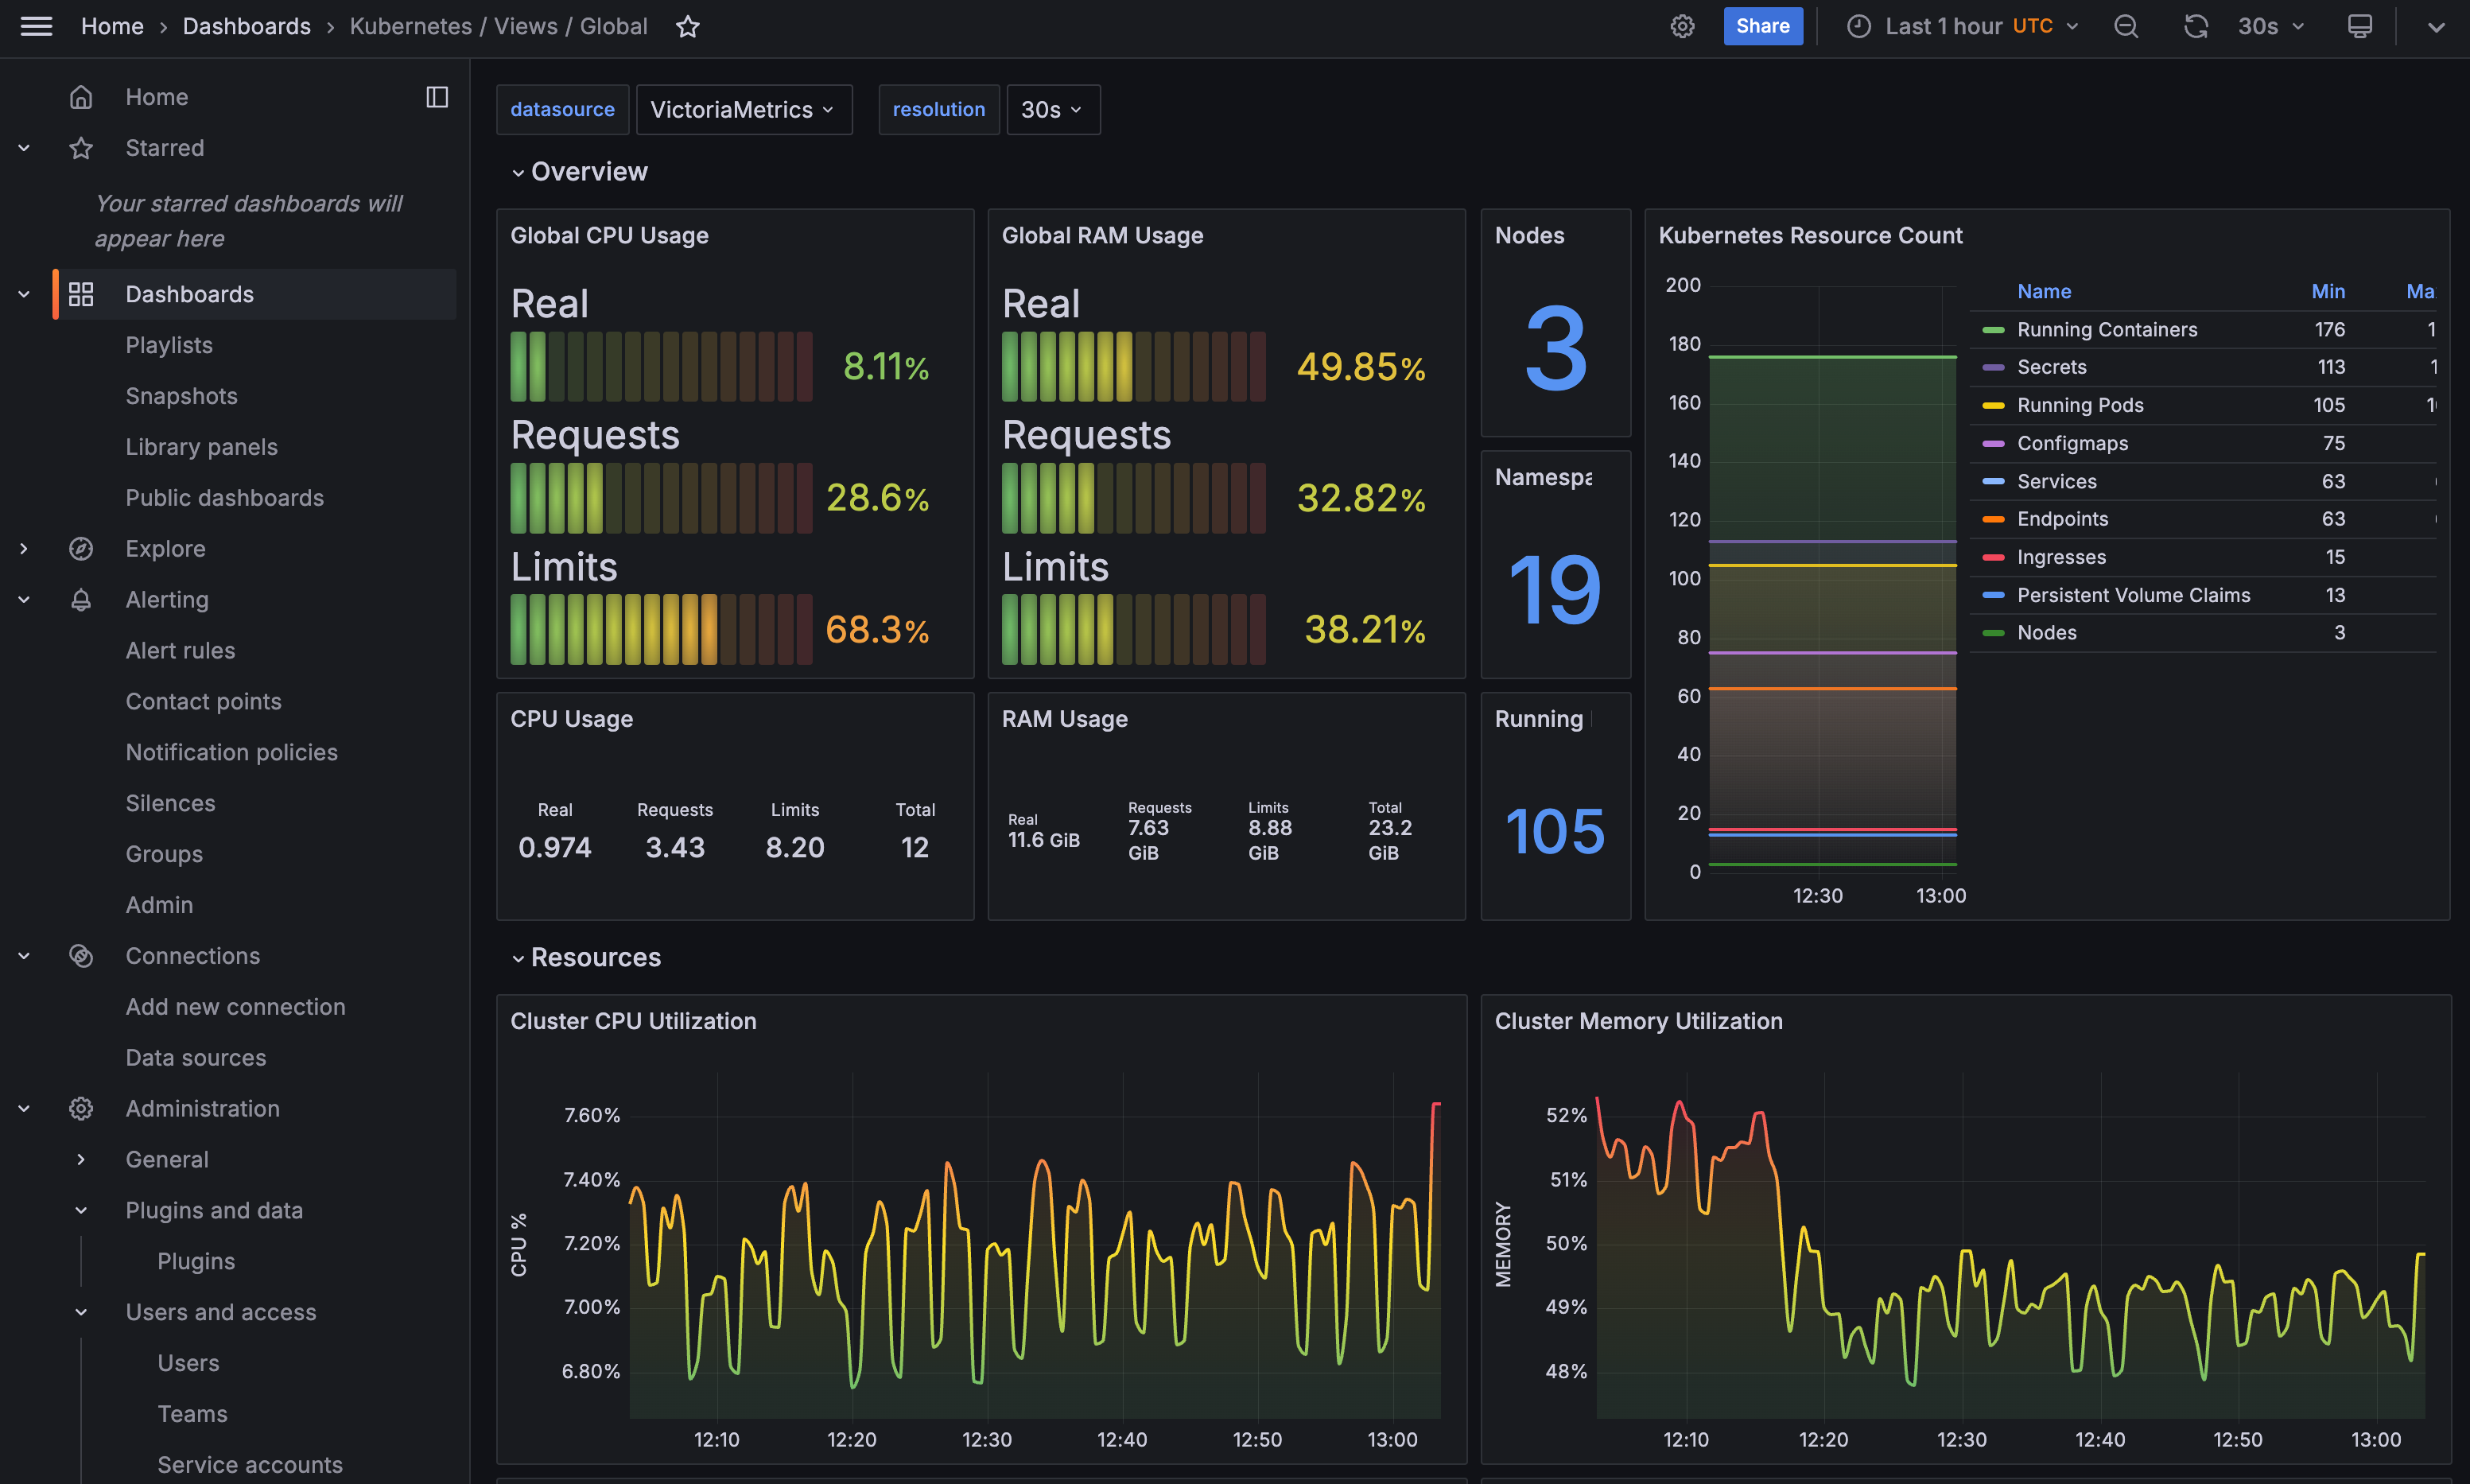 Home › Dashboards › Kubernetes / Views / Global
Share
Last 1 hour UTC
30s
Home
Starred
Your starred dashboards will
appear here
Dashboards
Playlists
Snapshots
Library panels
Public dashboards
Explore
Alerting
Alert rules
Contact points
Notification policies
Silences
Groups
Admin
Connections
Add new connection
Data sources
Administration
General
Plugins and data
Plugins
Users and access
Users
Teams
Service accounts
datasource VictoriaMetrics
resolution 30s
Overview
Global CPU Usage
Real
8.11%
Requests
28.6%
Limits
68.3%
Global RAM Usage
Real
49.85%
Requests
32.82%
Limits
38.21%
Nodes
3
Namespa
19
Kubernetes Resource Count
200
180
160
140
120
100
80
60
40
20
0
12:30 13:00
Name Min Ma
Running Containers 176 1
Secrets 113 1
Running Pods 105
Configmaps 75
Services 63
Endpoints 63
Ingresses 15
Persistent Volume Claims 13
Nodes 3
CPU Usage
Real Requests Limits Total
0.974 3.43 8.20 12
RAM Usage
Real
11.6 GiB
Requests
7.63
GiB
Limits
8.88
GiB
Total
23.2
GiB
Running
105
Resources
Cluster CPU Utilization
CPU %
7.60%
7.40%
7.20%
7.00%
6.80%
12:10 12:20 12:30 12:40 12:50 13:00
Cluster Memory Utilization
MEMORY
52%
51%
50%
49%
48%
12:10 12:20 12:30 12:40 12:50 13:00